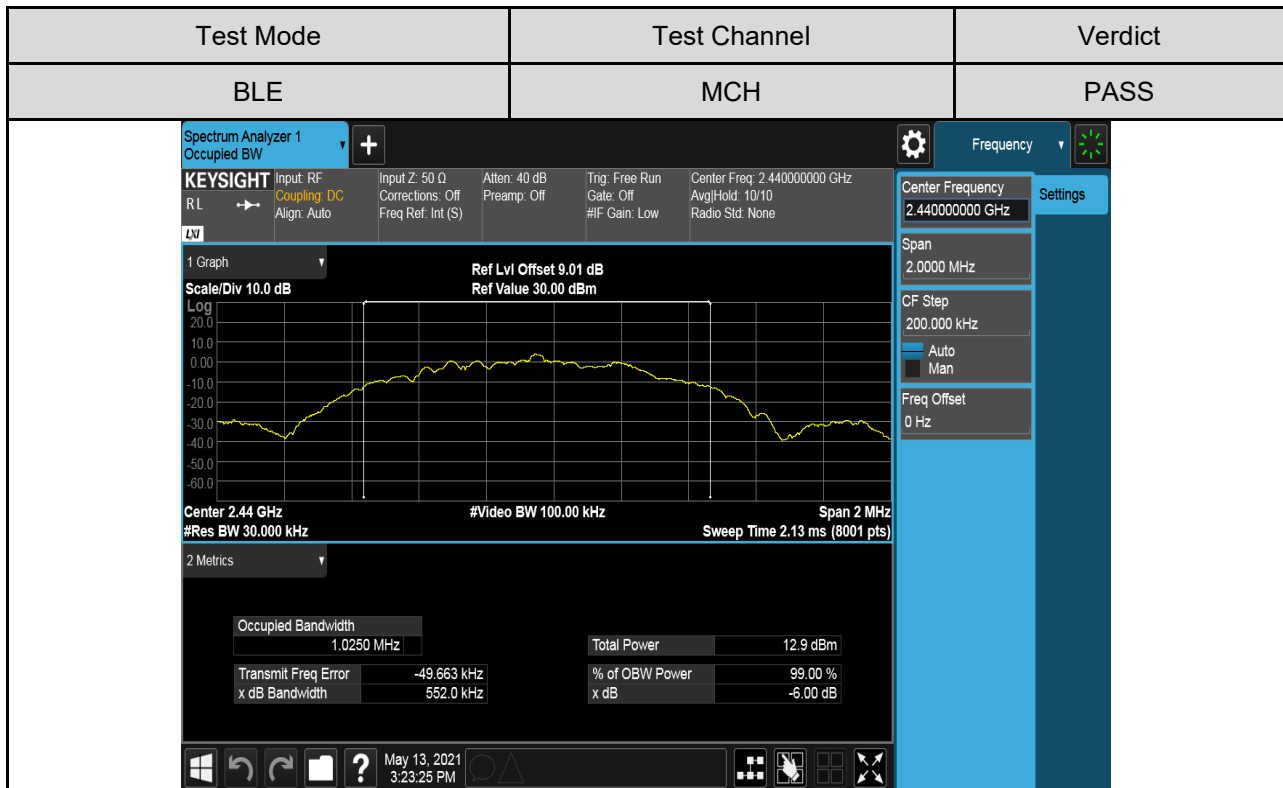 Test Mode Test Channel Verdict
BLE MCH PASS
Spectrum Analyzer 1
Occupied BW
+
Frequency
KEYSIGHT
RL
LXI
Input: RF
Coupling: DC
Align: Auto
Input Z: 50 Ω
Corrections: Off
Freq Ref: Int (S)
Atten: 40 dB
Preamp: Off
Trig: Free Run
Gate: Off
#IF Gain: Low
Center Freq: 2.440000000 GHz
Avg|Hold: 10/10
Radio Std: None
Center Frequency
2.440000000 GHz
Settings
Span
2.0000 MHz
CF Step
200.000 kHz
Auto
Man
Freq Offset
0 Hz
1 Graph
Scale/Div 10.0 dB
Ref Lvl Offset 9.01 dB
Ref Value 30.00 dBm
Log
20.0
10.0
0.00
-10.0
-20.0
-30.0
-40.0
-50.0
-60.0
Center 2.44 GHz #Video BW 100.00 kHz Span 2 MHz
#Res BW 30.000 kHz Sweep Time 2.13 ms (8001 pts)
2 Metrics
Occupied Bandwidth
1.0250 MHz
Total Power 12.9 dBm
Transmit Freq Error -49.663 kHz
% of OBW Power 99.00 %
x dB Bandwidth 552.0 kHz
x dB -6.00 dB
?
May 13, 2021
3:23:25 PM